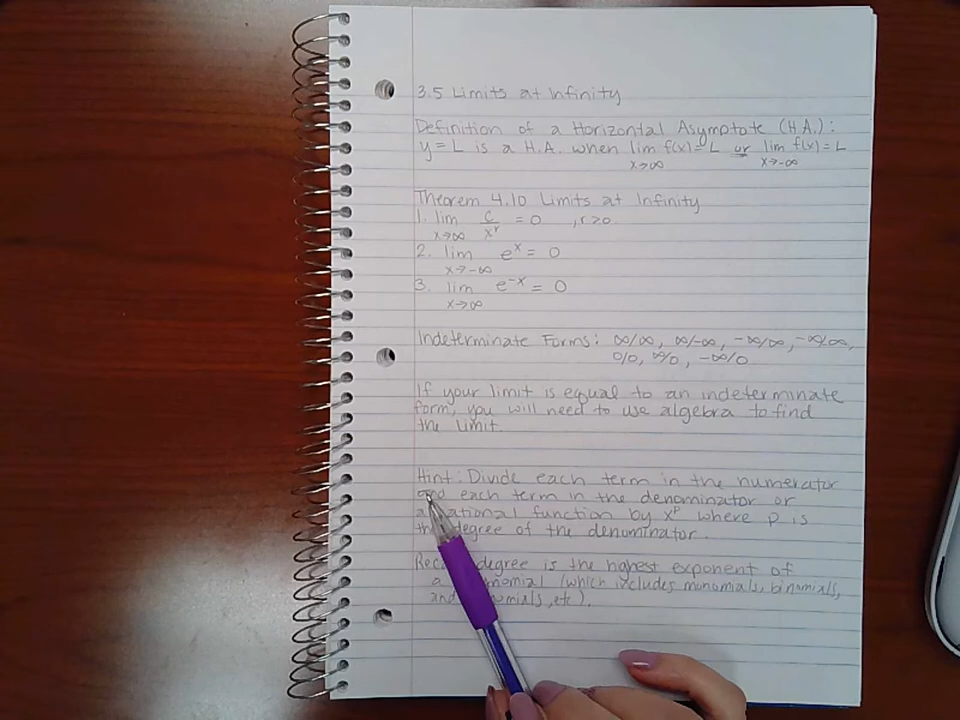 3.5 Limits at Infinity
Definition of a Horizontal Asymptote (H.A.):
y = L is a H.A. when lim f(x) = L or lim f(x) = L
x→∞ x→-∞
Theorem 4.10 Limits at Infinity
1. lim c/x^r = 0 , r>0.
x→∞
2. lim e^x = 0
x→-∞
3. lim e^-x = 0
x→∞
Indeterminate Forms: ∞/∞, ∞/-∞, -∞/∞, -∞/-∞,
0/0, ∞/0, -∞/0
If your limit is equal to an indeterminate
form, you will need to use algebra to find
the limit.
Hint: Divide each term in the numerator
and each term in the denominator or
a rational function by x^p where p is
the degree of the denominator.
degree is the highest exponent of
a (which includes monomials, binomials,
and etc).